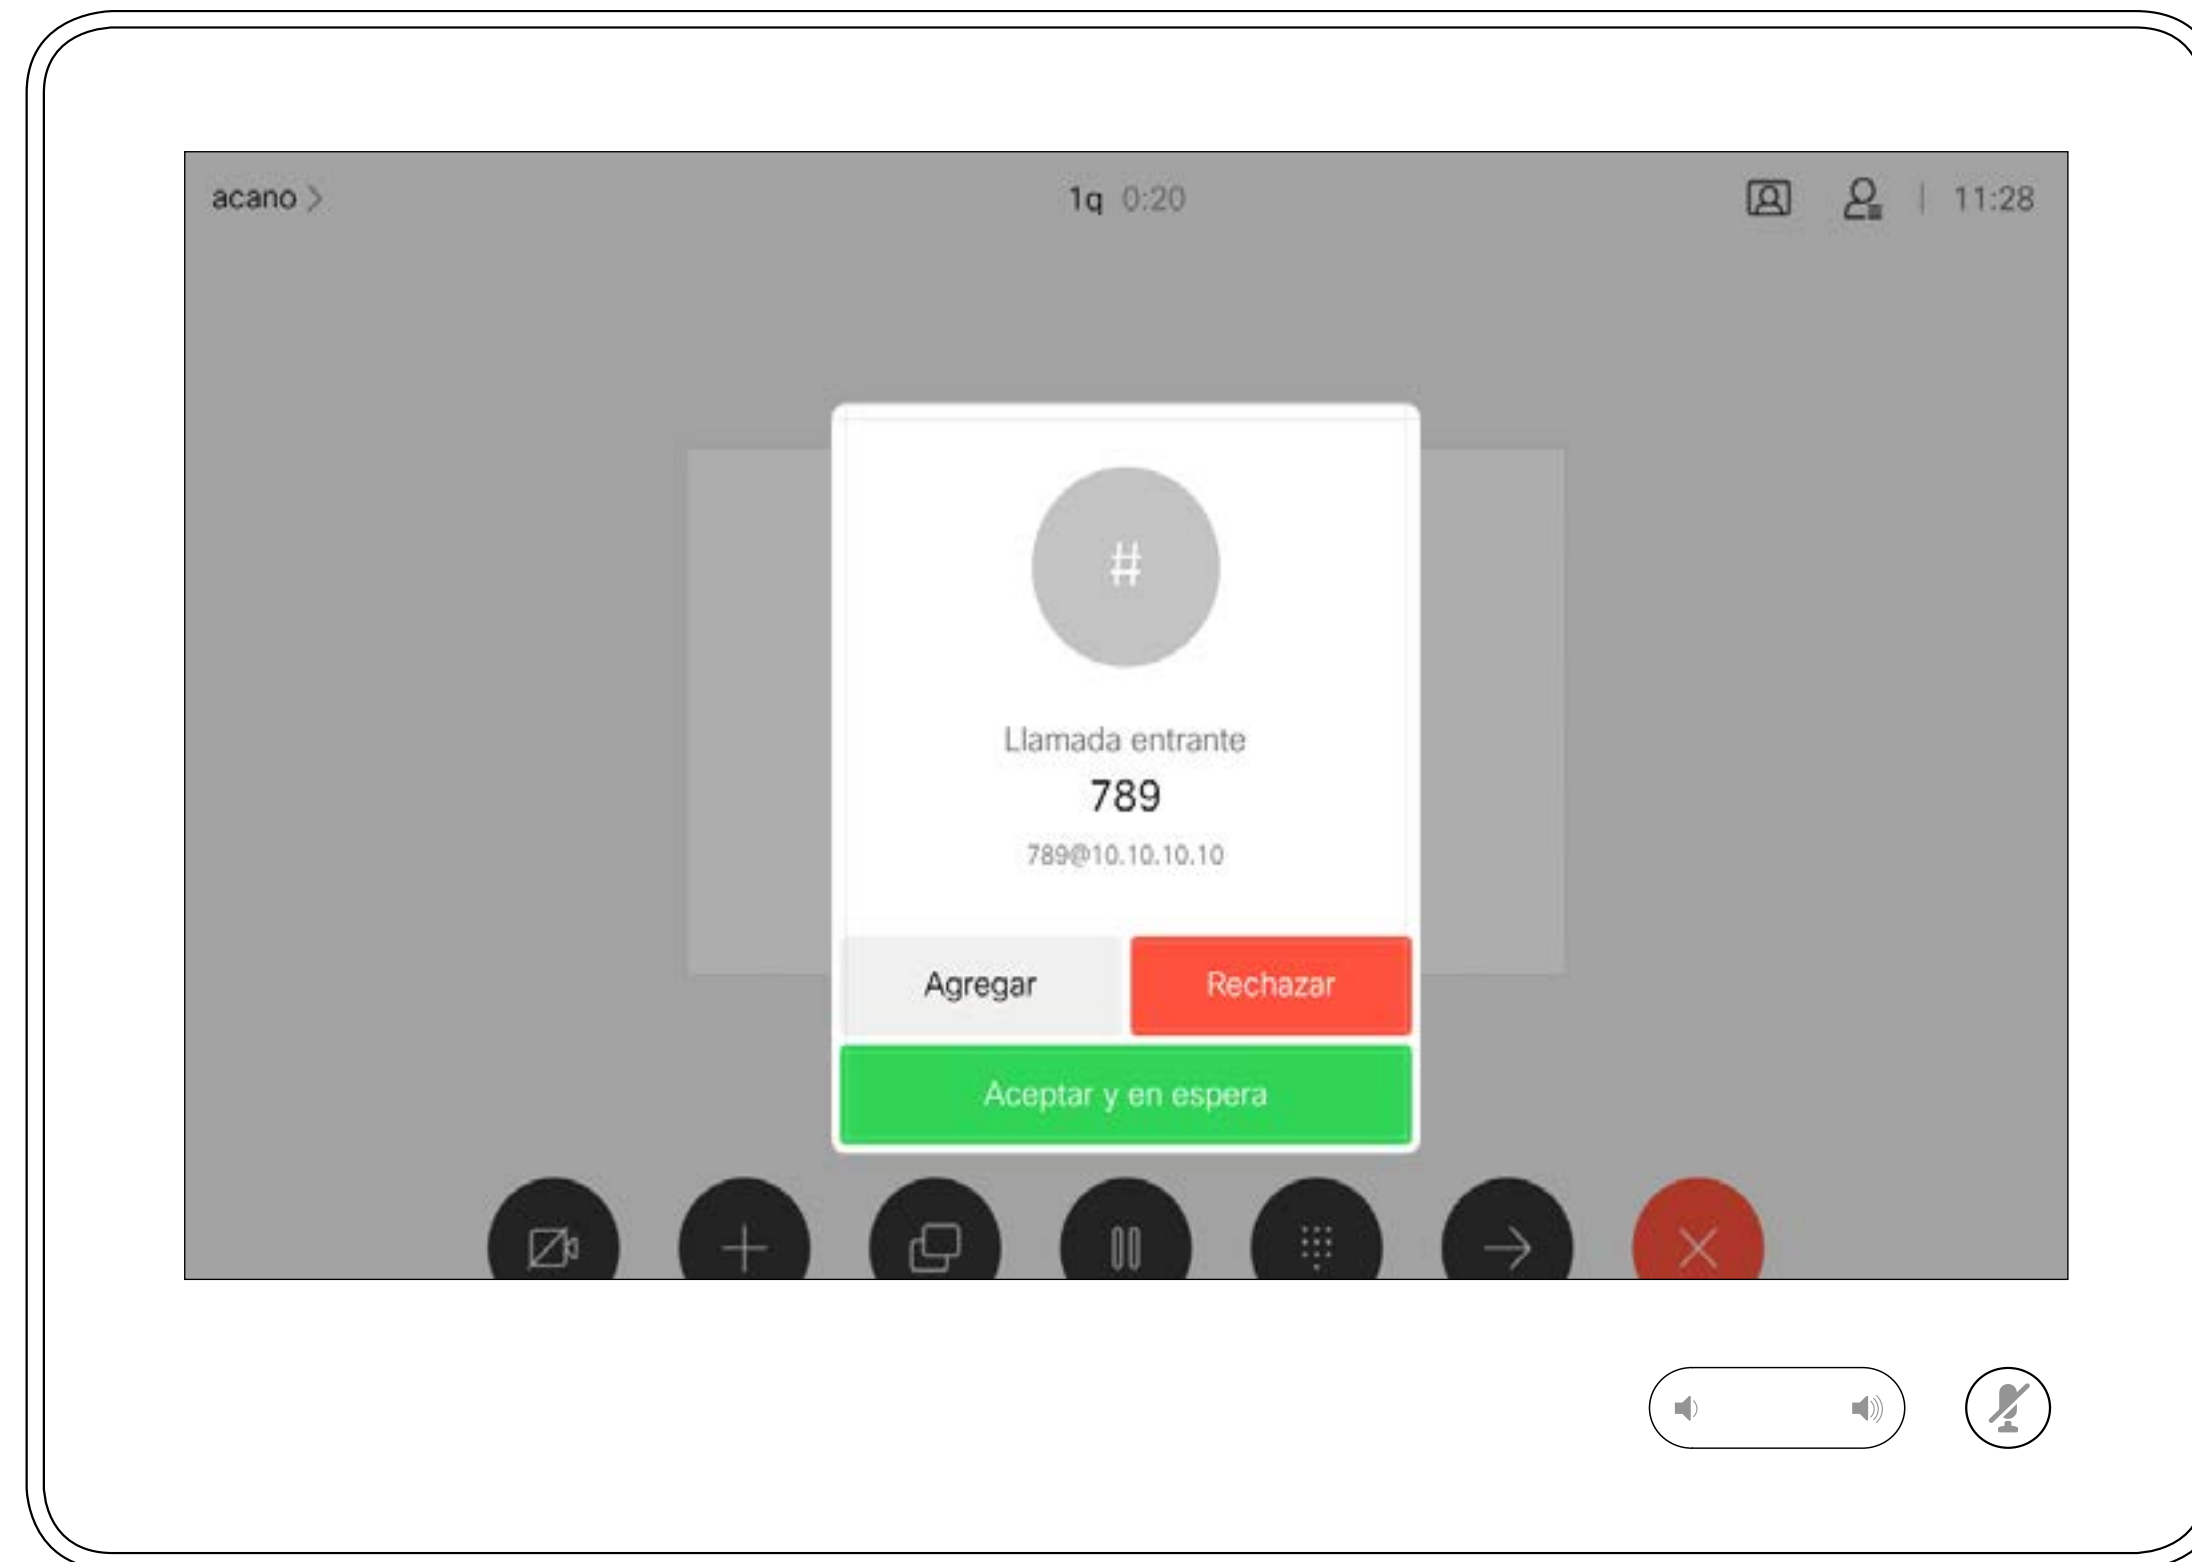 acano >
1q 0:20
11:28
#
Llamada entrante
789
789@10.10.10.10
Agregar
Rechazar
Aceptar y en espera